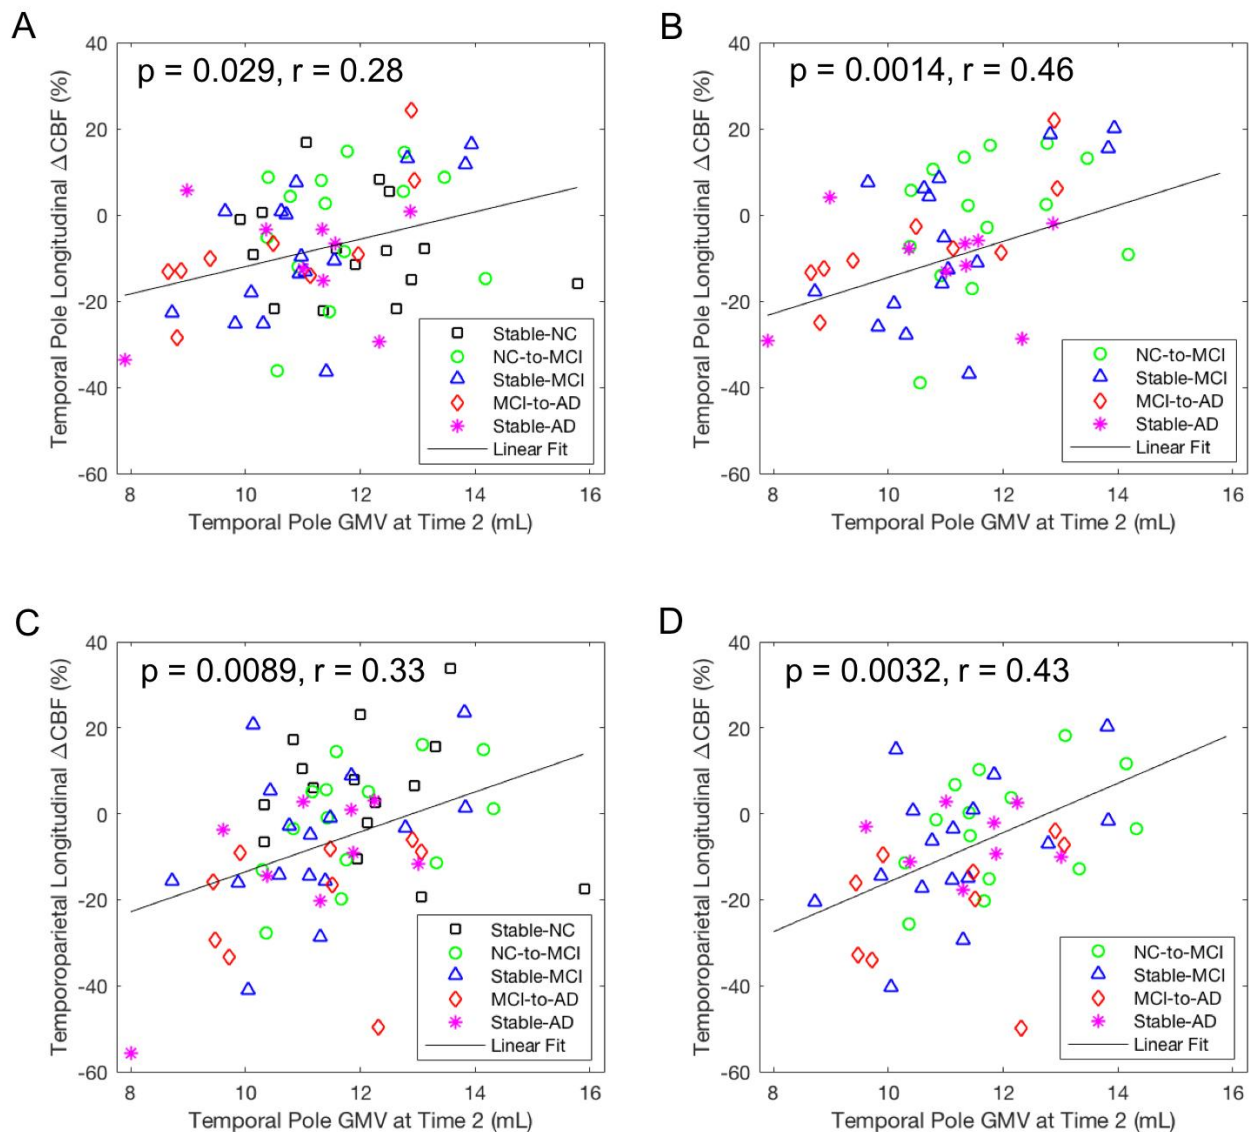 A
p = 0.029, r = 0.28
Temporal Pole Longitudinal ΔCBF (%)
40
20
0
-20
-40
-60
Stable-NC
NC-to-MCI
Stable-MCI
MCI-to-AD
Stable-AD
Linear Fit
8 10 12 14 16
Temporal Pole GMV at Time 2 (mL)
B
p = 0.0014, r = 0.46
Temporal Pole Longitudinal ΔCBF (%)
40
20
0
-20
-40
-60
NC-to-MCI
Stable-MCI
MCI-to-AD
Stable-AD
Linear Fit
8 10 12 14 16
Temporal Pole GMV at Time 2 (mL)
C
p = 0.0089, r = 0.33
Temporoparietal Longitudinal ΔCBF (%)
40
20
0
-20
-40
-60
Stable-NC
NC-to-MCI
Stable-MCI
MCI-to-AD
Stable-AD
Linear Fit
8 10 12 14 16
Temporal Pole GMV at Time 2 (mL)
D
p = 0.0032, r = 0.43
Temporoparietal Longitudinal ΔCBF (%)
40
20
0
-20
-40
-60
NC-to-MCI
Stable-MCI
MCI-to-AD
Stable-AD
Linear Fit
8 10 12 14 16
Temporal Pole GMV at Time 2 (mL)